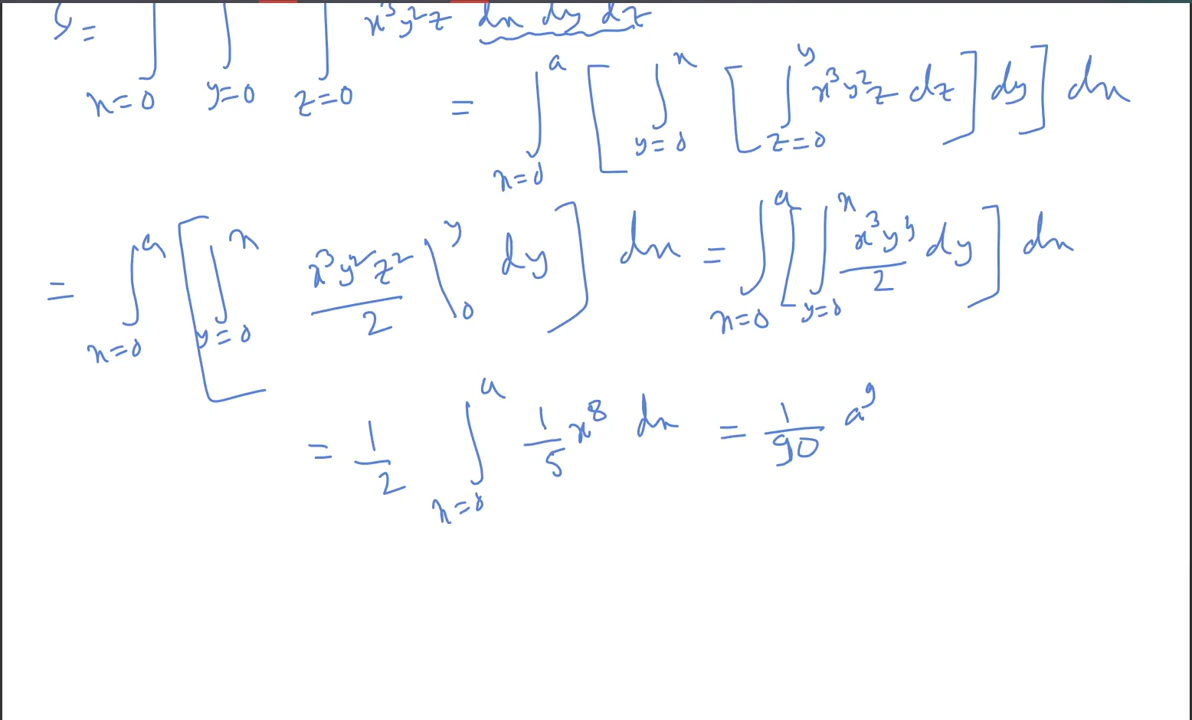 S = ∫_{x=0} ∫_{y=0} ∫_{z=0} x³y²z dx dy dz
= ∫_{x=0}^{a} [ ∫_{y=0}^{x} [ ∫_{z=0}^{y} x³y²z dz ] dy ] dx
= ∫_{x=0}^{a} [ ∫_{y=0}^{x} x³y²z²/2 |_0^y dy ] dx = ∫_{x=0}^{a} [ ∫_{y=0}^{x} x³y⁴/2 dy ] dx
= 1/2 ∫_{x=0}^{a} 1/5 x⁸ dx = 1/90 a⁹